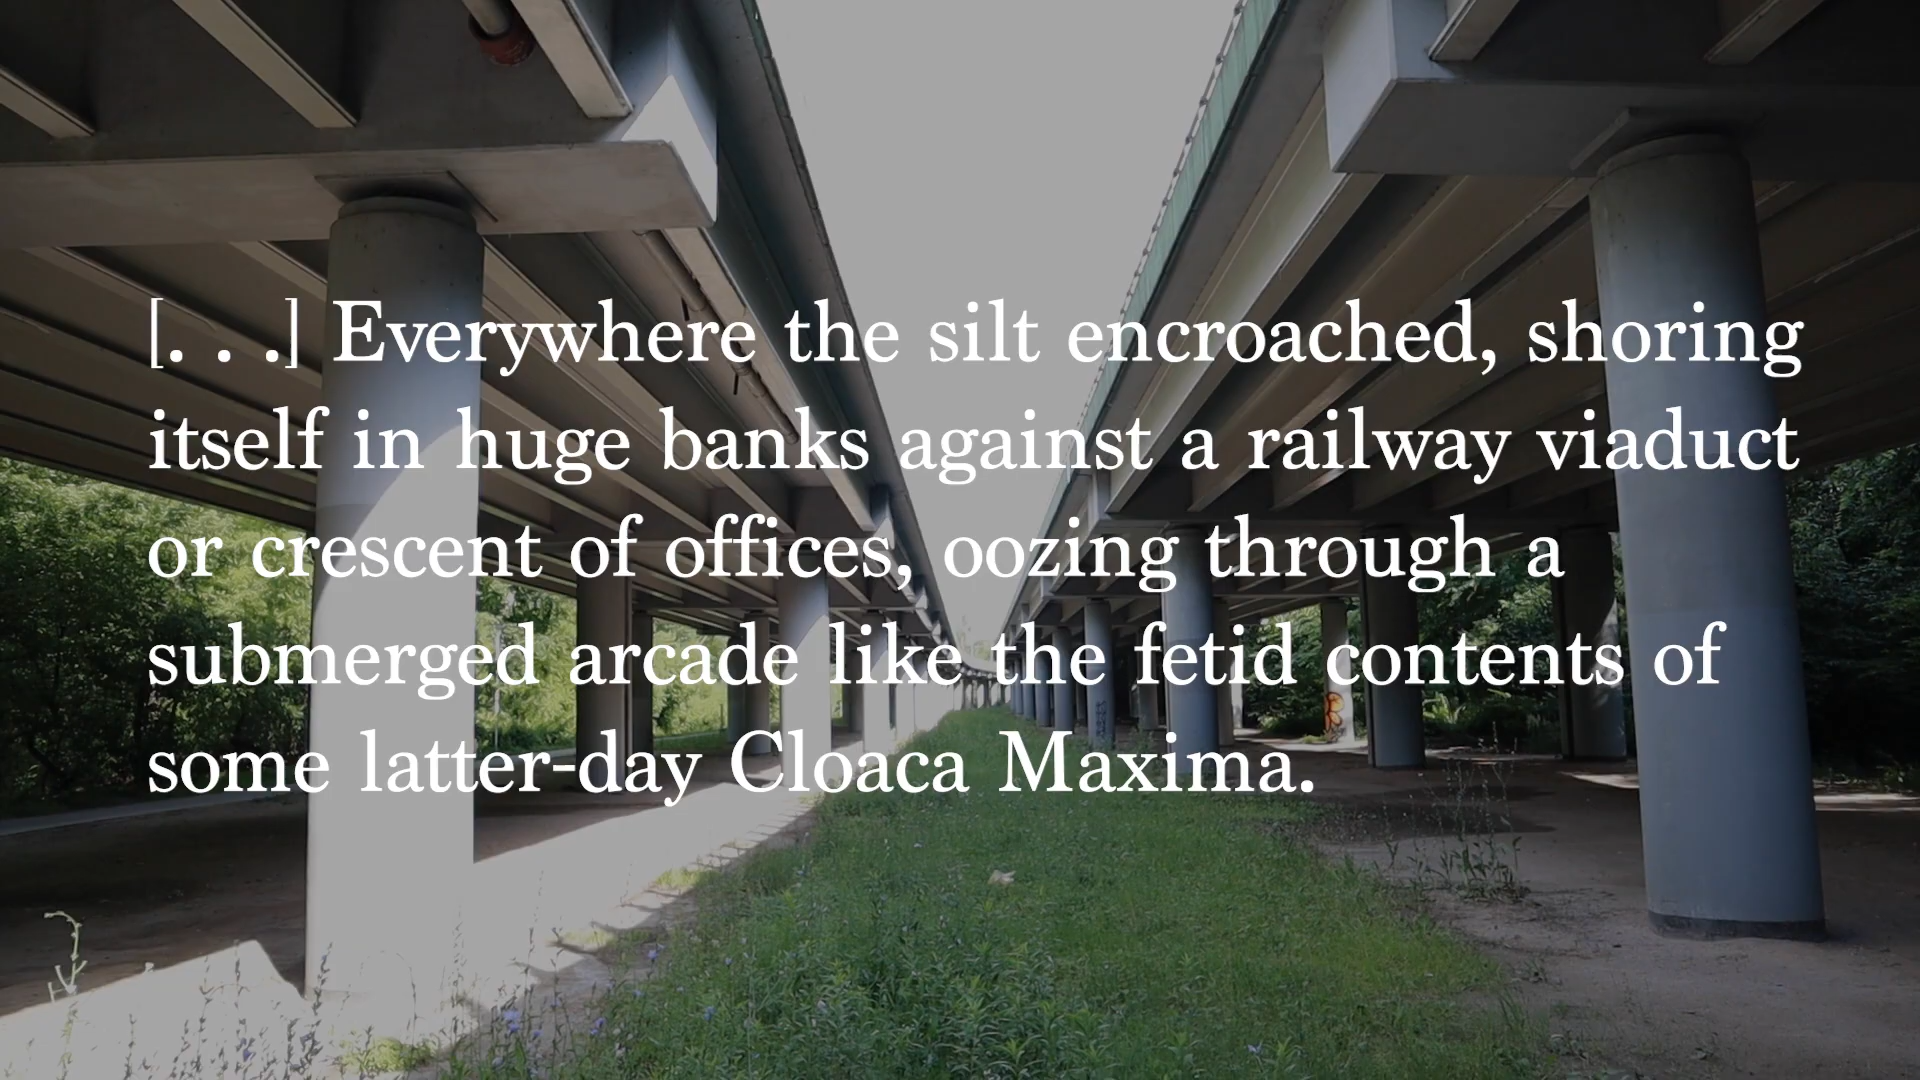 [. . .] Everywhere the silt encroached, shoring
itself in huge banks against a railway viaduct
or crescent of offices, oozing through a
submerged arcade like the fetid contents of
some latter-day Cloaca Maxima.